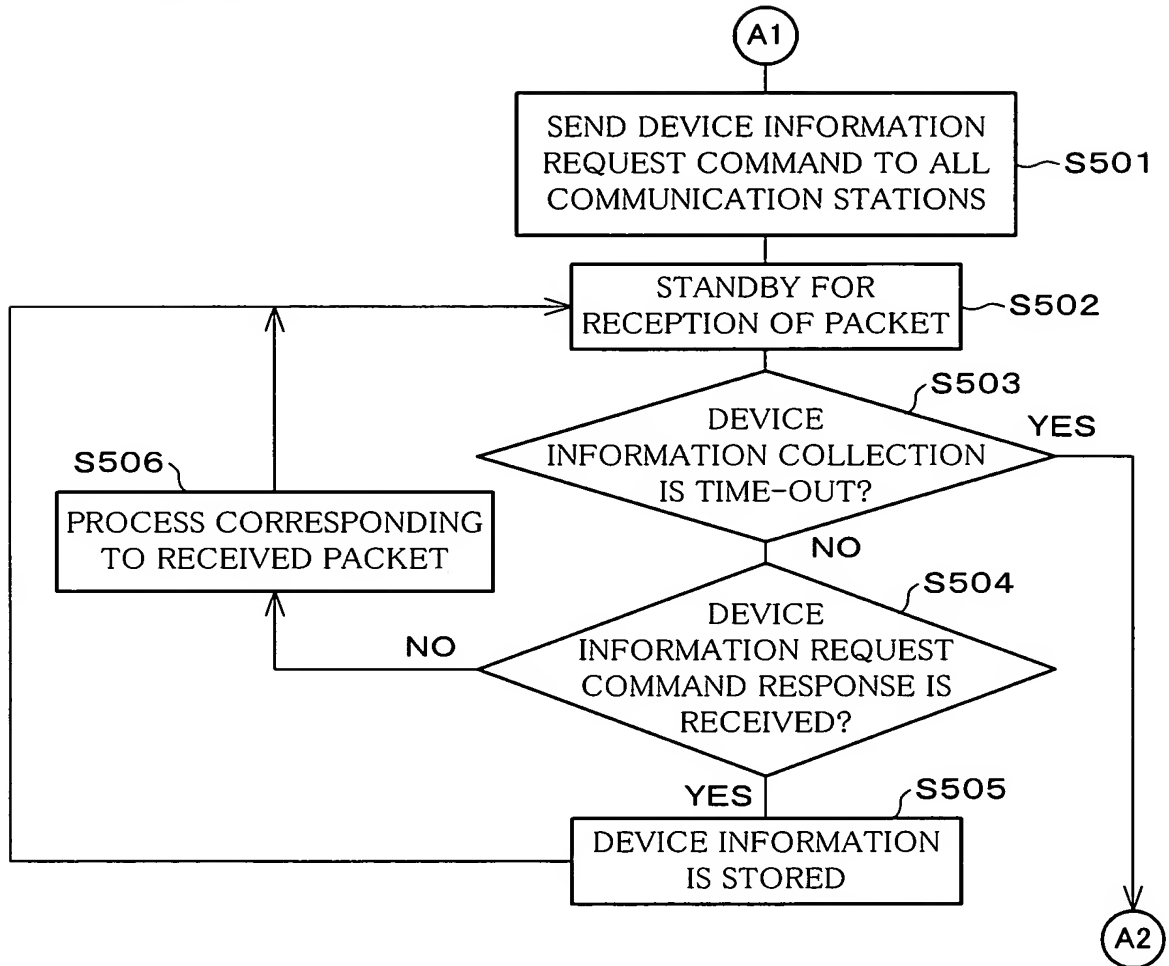 A1
SEND DEVICE INFORMATION
REQUEST COMMAND TO ALL
COMMUNICATION STATIONS
S501
STANDBY FOR
RECEPTION OF PACKET
S502
S503
DEVICE
INFORMATION COLLECTION
IS TIME-OUT?
YES
NO
S506
PROCESS CORRESPONDING
TO RECEIVED PACKET
S504
DEVICE
INFORMATION REQUEST
COMMAND RESPONSE IS
RECEIVED?
NO
YES
S505
DEVICE INFORMATION
IS STORED
A2